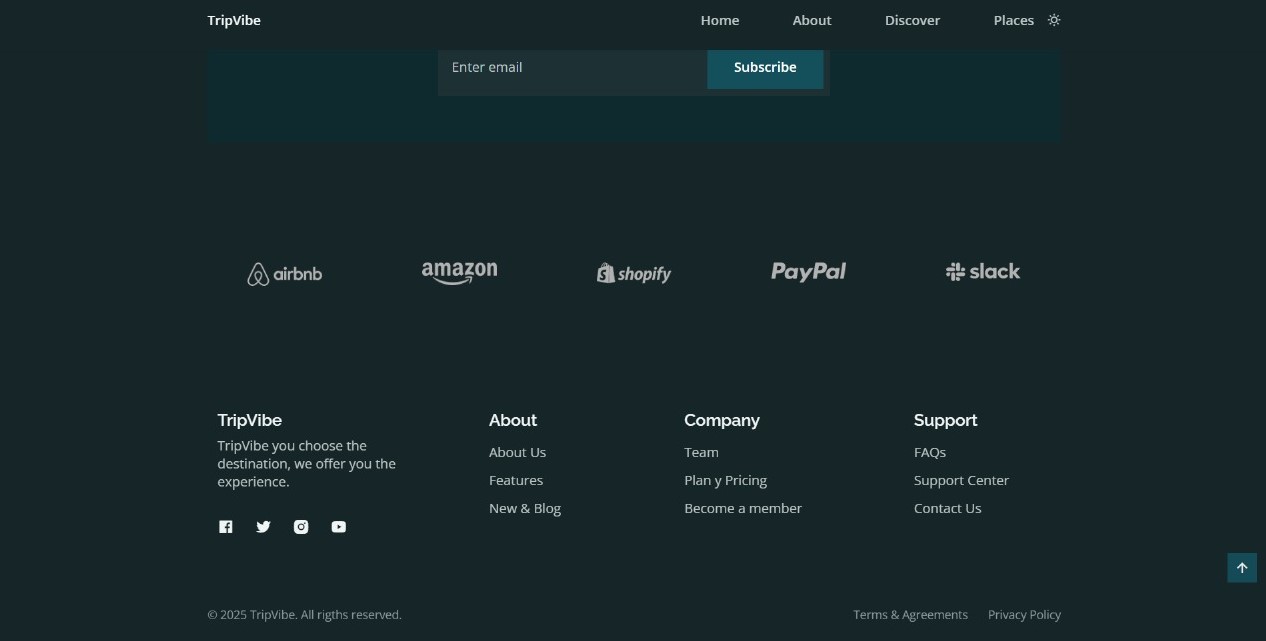 TripVibe Home About Discover Places
Enter email Subscribe
airbnb amazon shopify PayPal slack
TripVibe About Company Support
TripVibe you choose the
destination, we offer you the
experience.
About Us Team FAQs
Features Plan y Pricing Support Center
New & Blog Become a member Contact Us
© 2025 TripVibe. All rigths reserved. Terms & Agreements Privacy Policy